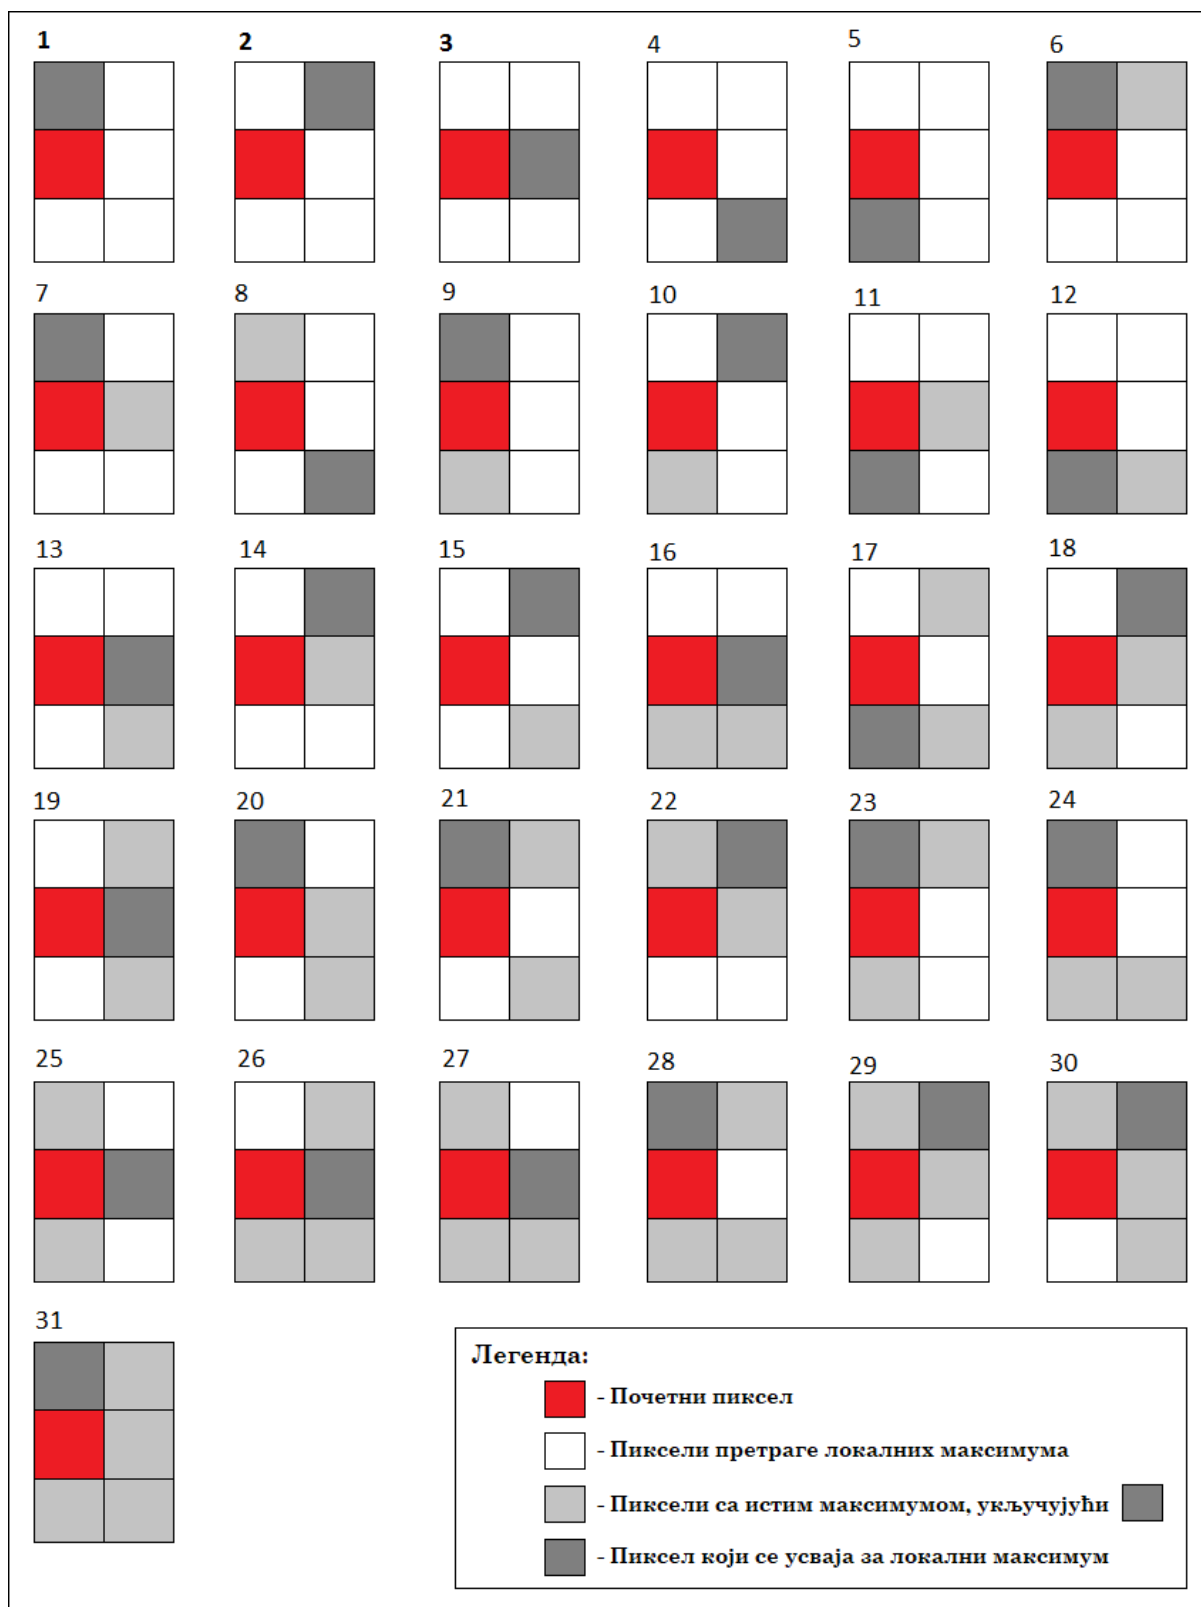 1 2 3 4 5 6
7 8 9 10 11 12
13 14 15 16 17 18
19 20 21 22 23 24
25 26 27 28 29 30
31
Легенда:
- Почетни пиксел
- Пиксели претраге локалних максимума
- Пиксели са истим максимумом, укључујући
- Пиксел који се усваја за локални максимум